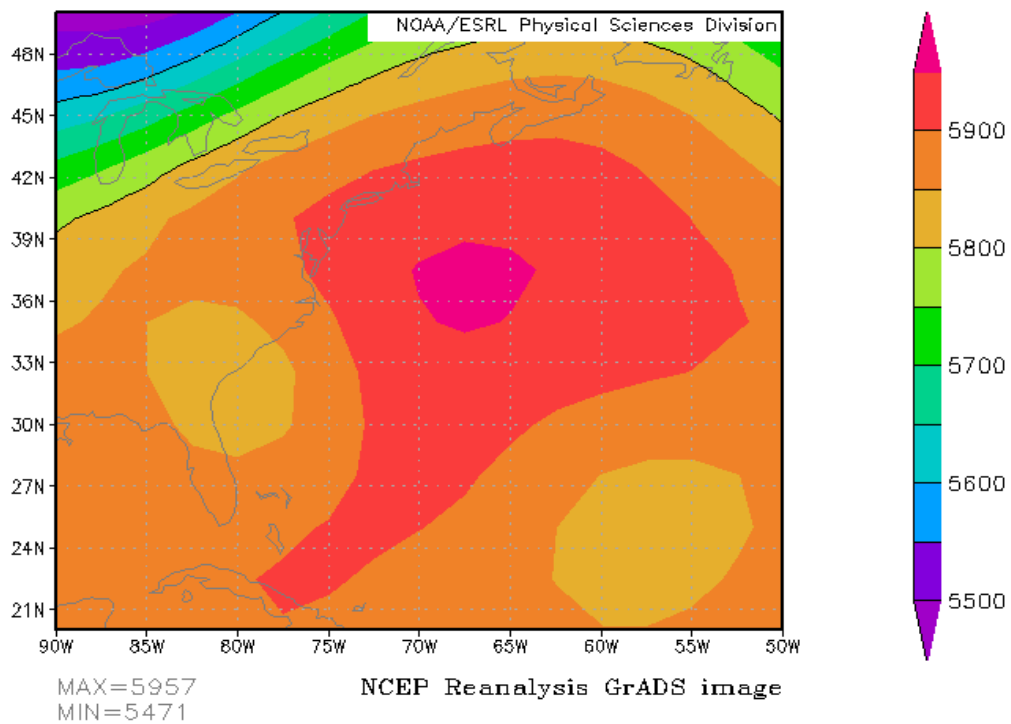 NOAA/ESRL Physical Sciences Division
48N
45N
42N
39N
36N
33N
30N
27N
24N
21N
90W 85W 80W 75W 70W 65W 60W 55W 50W
5900
5800
5700
5600
5500
MAX=5957
MIN=5471
NCEP Reanalysis GrADS image